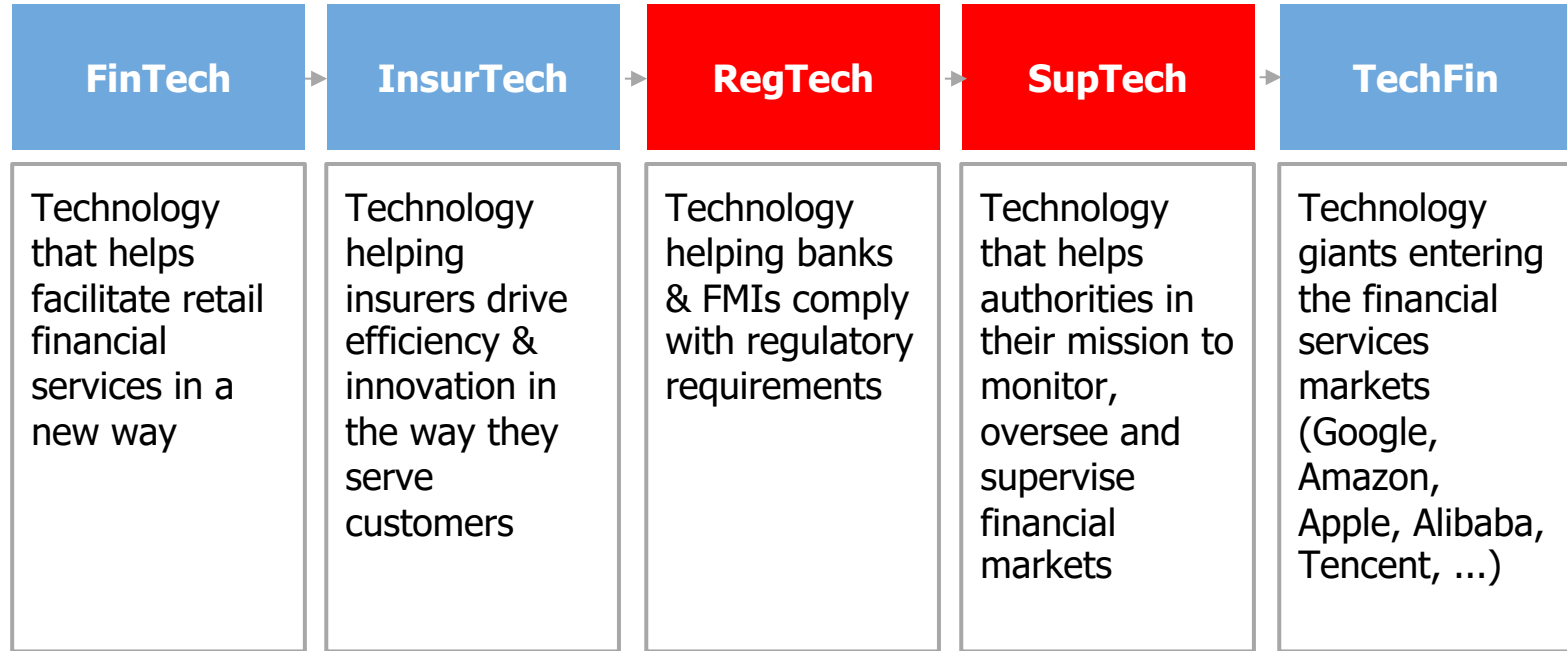 FinTech
InsurTech
RegTech
SupTech
TechFin
Technology
that helps
facilitate retail
financial
services in a
new way
Technology
helping
insurers drive
efficiency &
innovation in
the way they
serve
customers
Technology
helping banks
& FMIs comply
with regulatory
requirements
Technology
that helps
authorities in
their mission to
monitor,
oversee and
supervise
financial
markets
Technology
giants entering
the financial
services
markets
(Google,
Amazon,
Apple, Alibaba,
Tencent, ...)